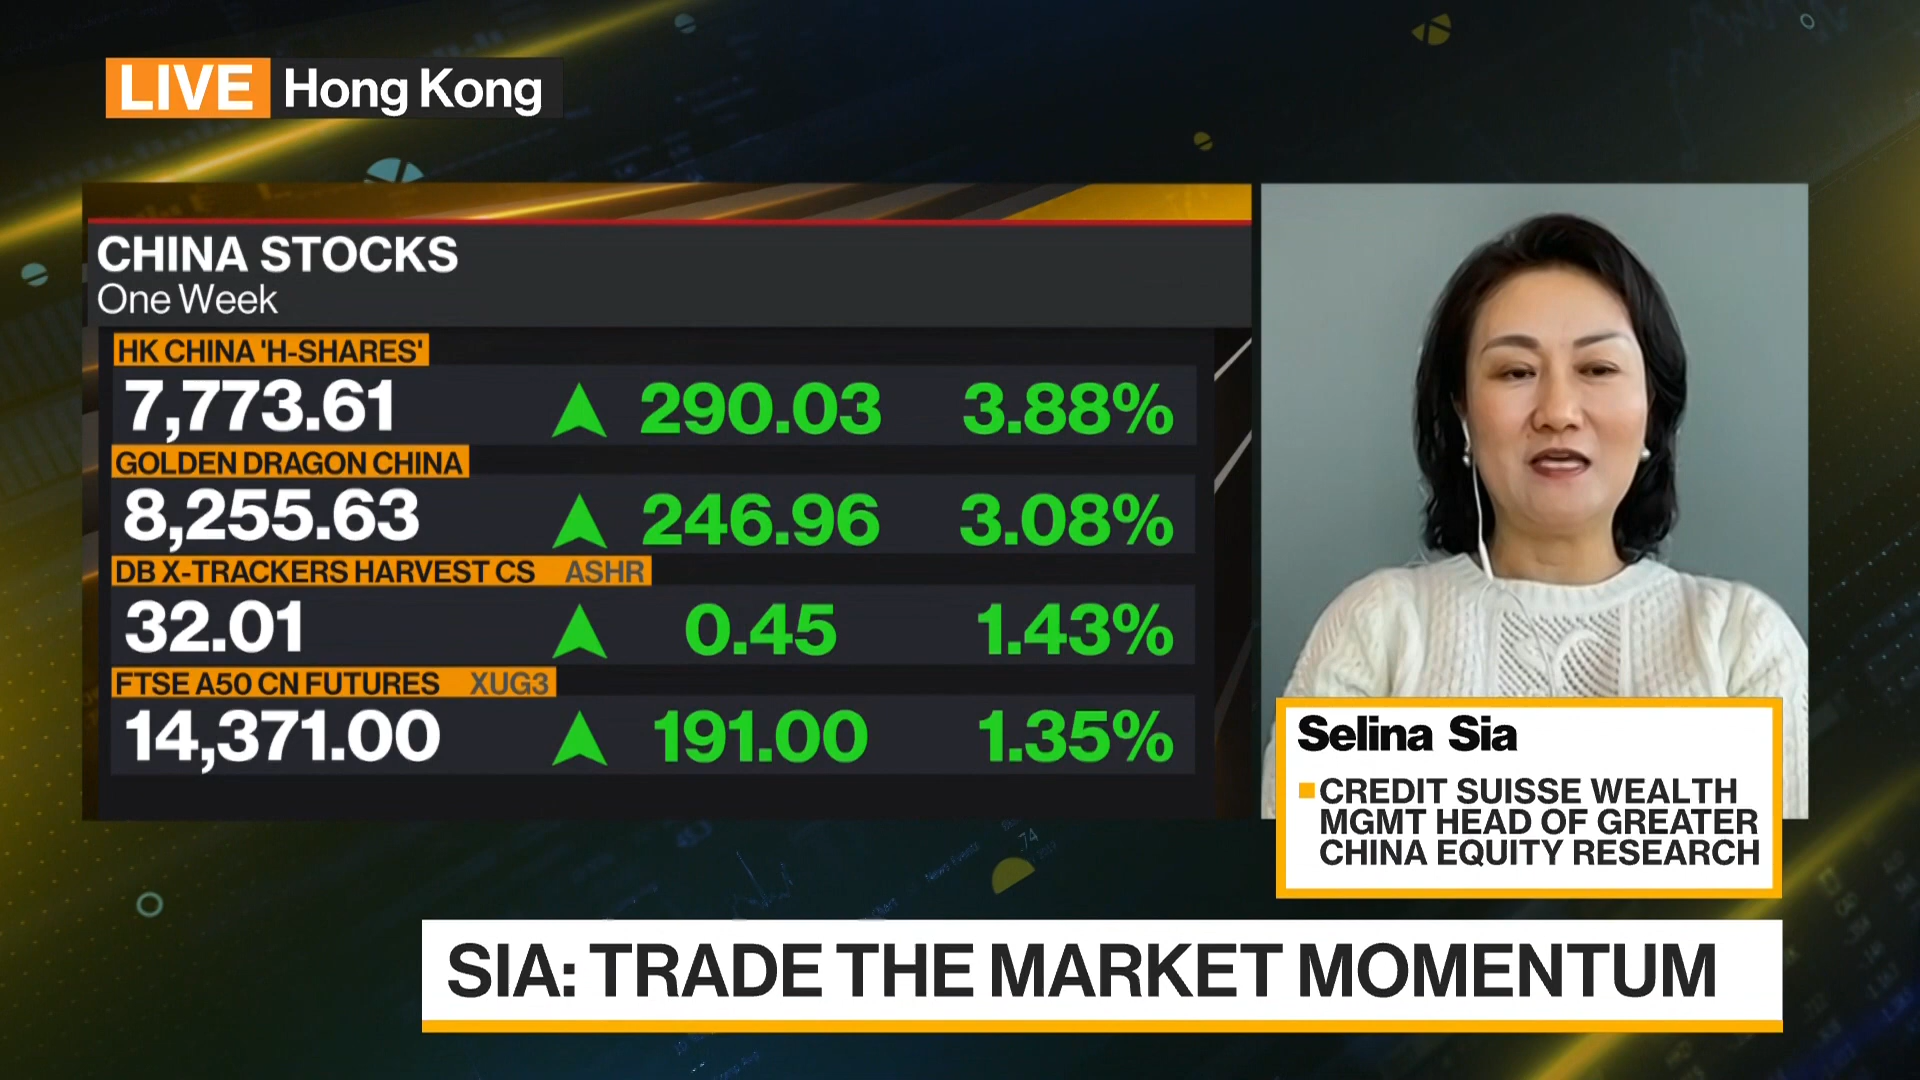 LIVE Hong Kong
CHINA STOCKS
One Week
HK CHINA 'H-SHARES'
7,773.61 ▲ 290.03 3.88%
GOLDEN DRAGON CHINA
8,255.63 ▲ 246.96 3.08%
DB X-TRACKERS HARVEST CS ASHR
32.01 ▲ 0.45 1.43%
FTSE A50 CN FUTURES XUG3
14,371.00 ▲ 191.00 1.35%
Selina Sia
CREDIT SUISSE WEALTH
MGMT HEAD OF GREATER
CHINA EQUITY RESEARCH
74
News Events
SIA: TRADE THE MARKET MOMENTUM